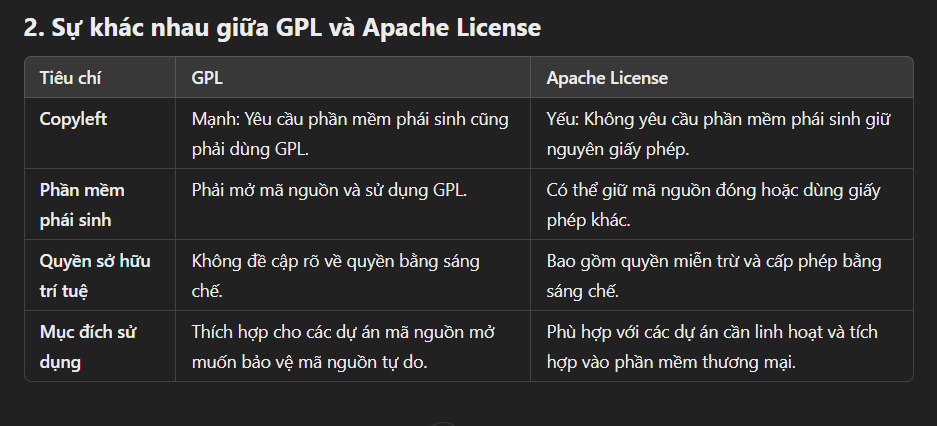 2. Sự khác nhau giữa GPL và Apache License
Tiêu chí GPL Apache License
Copyleft Mạnh: Yêu cầu phần mềm phái sinh cũng Yếu: Không yêu cầu phần mềm phái sinh giữ
phải dùng GPL. nguyên giấy phép.
Phần mềm Phải mở mã nguồn và sử dụng GPL. Có thể giữ mã nguồn đóng hoặc dùng giấy
phái sinh phép khác.
Quyền sở hữu Không đề cập rõ về quyền bằng sáng Bao gồm quyền miễn trừ và cấp phép bằng
trí tuệ chế. sáng chế.
Mục đích sử Thích hợp cho các dự án mã nguồn mở Phù hợp với các dự án cần linh hoạt và tích
dụng muốn bảo vệ mã nguồn tự do. hợp vào phần mềm thương mại.